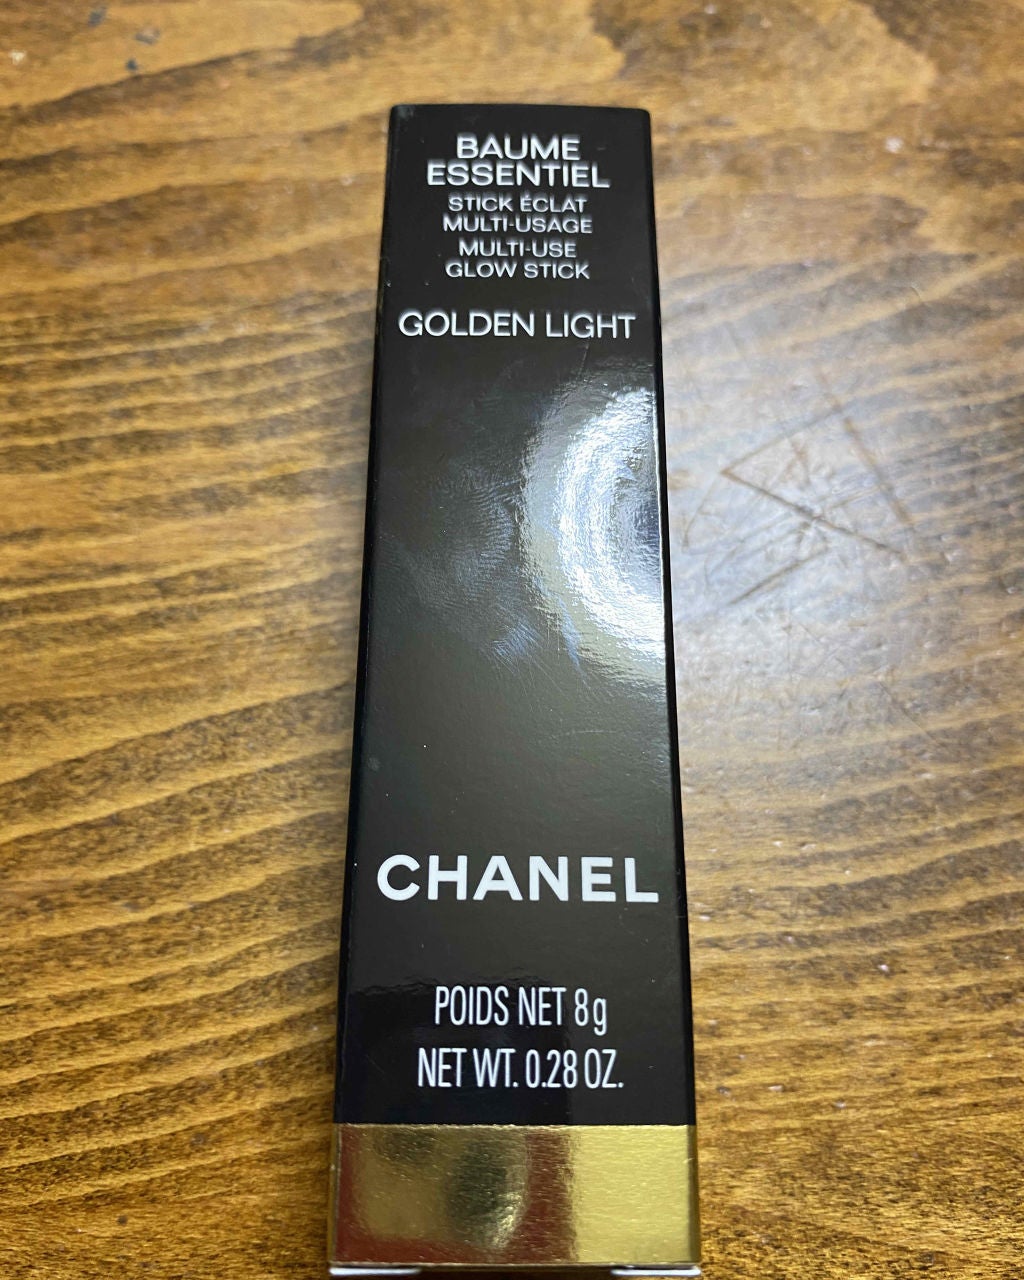 BAUME
ESSENTIEL
STICK ÉCLAT
MULTI-USAGE
MULTI-USE
GLOW STICK
GOLDEN LIGHT
CHANEL
POIDS NET 8g
NET WT. 0.28 OZ.